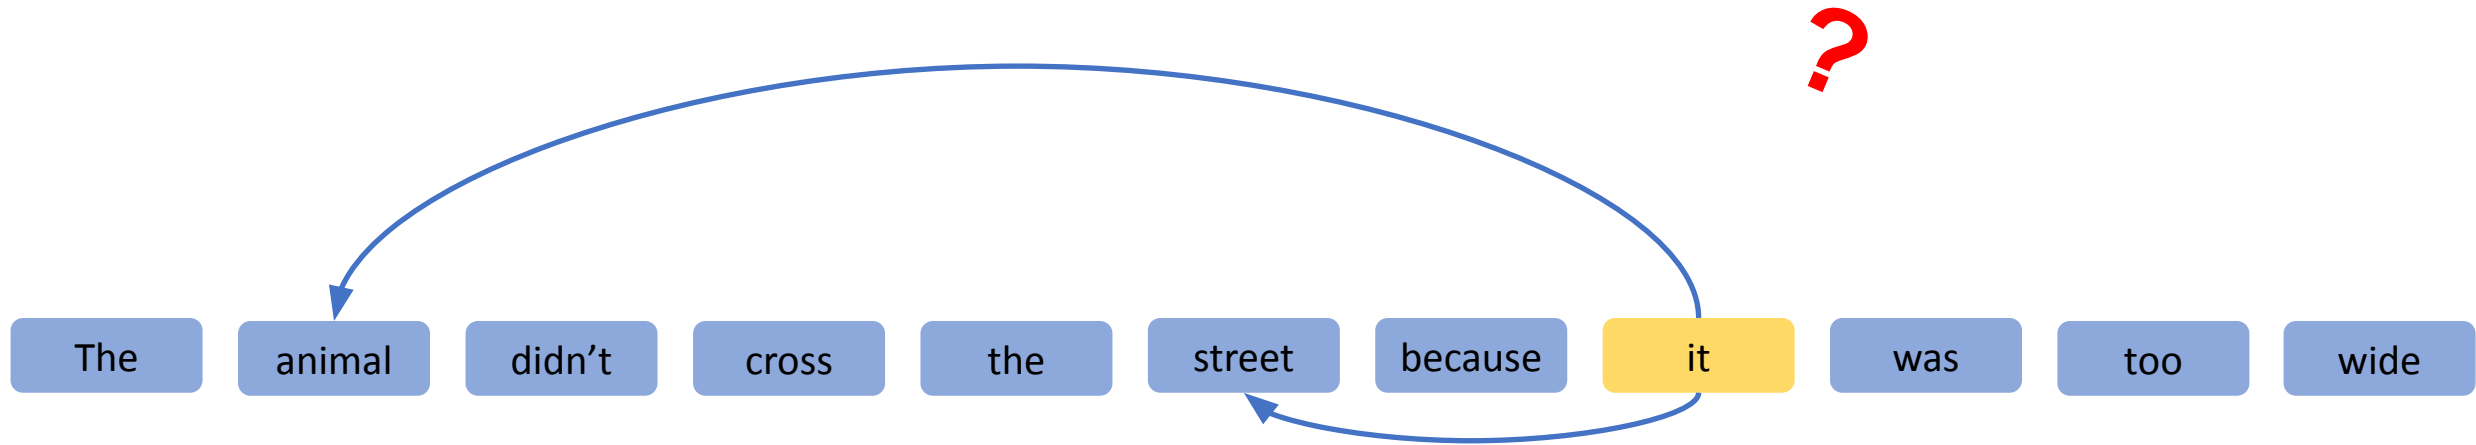 ?
The animal didn’t cross the street because it was too wide